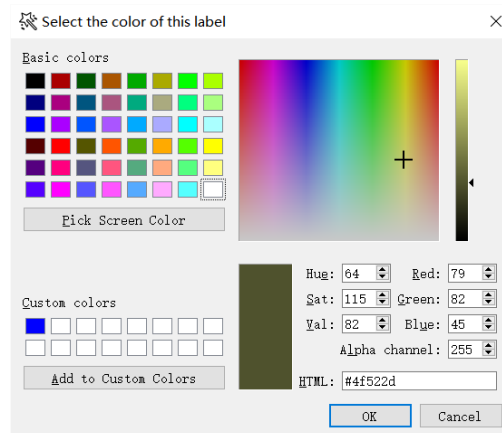 Select the color of this label
Basic colors
Pick Screen Color
Custom colors
Add to Custom Colors
Hue: 64 Red: 79
Sat: 115 Green: 82
Val: 82 Blue: 45
Alpha channel: 255
HTML: #4f522d
OK Cancel